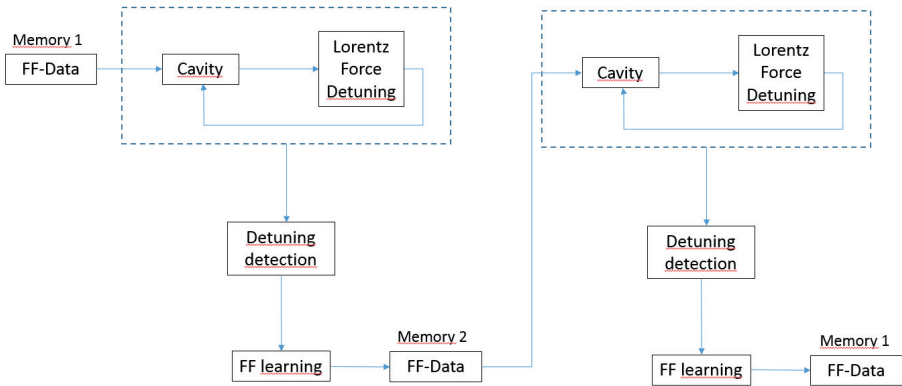 Memory 1
FF-Data
Cavity
Lorentz
Force
Detuning
Detuning
detection
FF learning
Memory 2
FF-Data
Cavity
Lorentz
Force
Detuning
Detuning
detection
FF learning
Memory 1
FF-Data